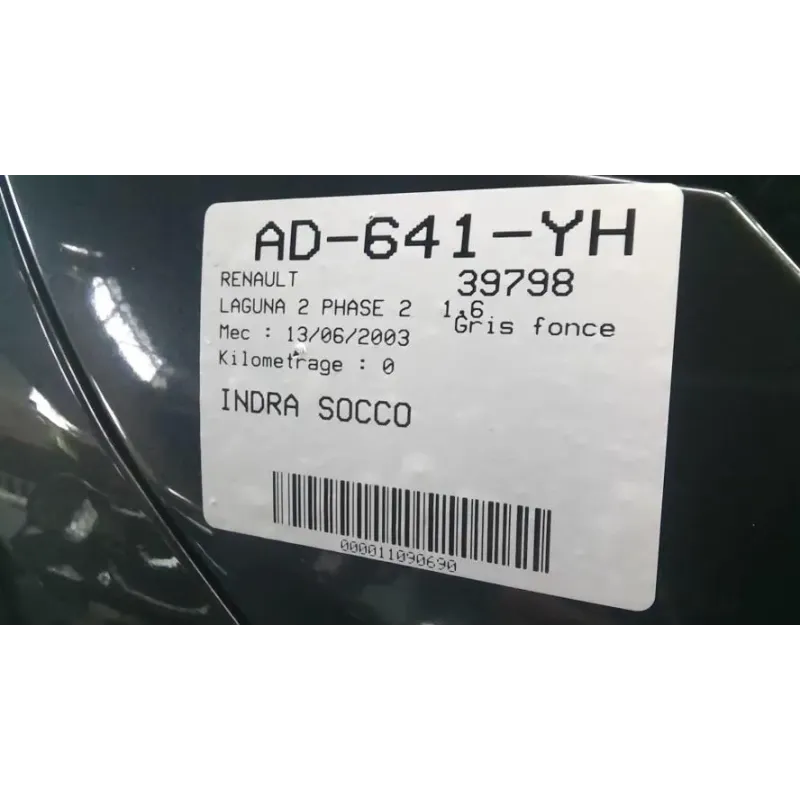 AD-641-YH
RENAULT 39798
LAGUNA 2 PHASE 2 1.6
Mec : 13/06/2003 Gris fonce
Kilometrage : 0
INDRA SOCCO
000011090690